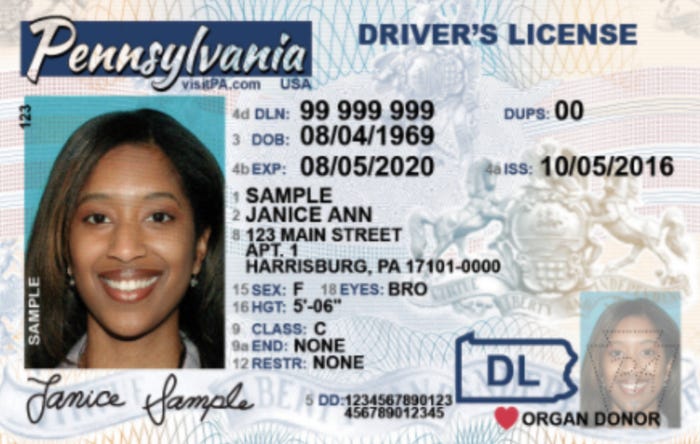 Pennsylvania
visitPA.com USA
DRIVER'S LICENSE
123
4d DLN: 99 999 999
DUPS: 00
3 DOB: 08/04/1969
4b EXP: 08/05/2020
4a ISS: 10/05/2016
1 SAMPLE
2 JANICE ANN
8 123 MAIN STREET
APT. 1
HARRISBURG, PA 17101-0000
15 SEX: F 18 EYES: BRO
16 HGT: 5'-06"
9 CLASS: C
9a END: NONE
12 RESTR: NONE
SAMPLE
Janice Sample
5 DD: 1234567890123
456789012345
DL
ORGAN DONOR